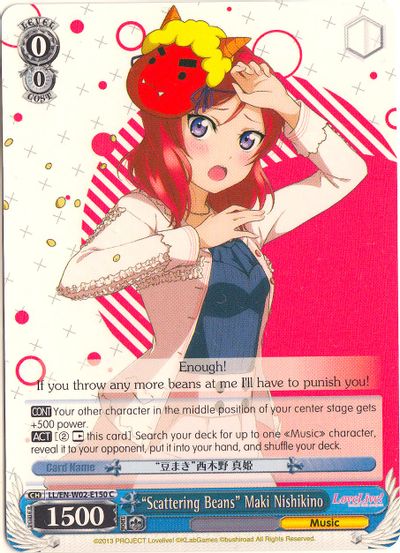 LEVEL
0
0
COST
Enough!
If you throw any more beans at me I'll have to punish you!
CONT Your other character in the middle position of your center stage gets
+500 power.
ACT [② this card] Search your deck for up to one «Music» character,
reveal it to your opponent, put it into your hand, and shuffle your deck.
Card Name
“豆まき”西木野 真姫
CH LL/EN-W02-E150 C
1500
“Scattering Beans” Maki Nishikino
LoveLive!
Music
©2013 PROJECT Lovelive! ©KLabGames ©bushiroad All Rights Reserved.